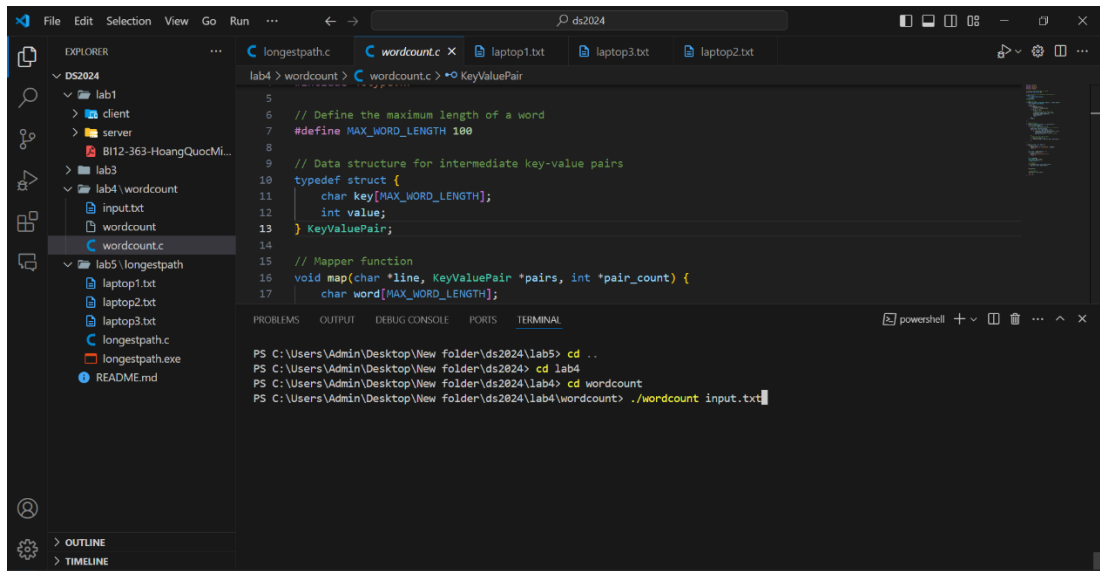 File Edit Selection View Go Run ... ds2024
EXPLORER ...
DS2024
lab1
client
server
BI12-363-HoangQuocMi...
lab3
lab4\wordcount
input.txt
wordcount
wordcount.c
lab5\longestpath
laptop1.txt
laptop2.txt
laptop3.txt
longestpath.c
longestpath.exe
README.md
OUTLINE
TIMELINE
longestpath.c wordcount.c laptop1.txt laptop3.txt laptop2.txt
lab4 > wordcount > wordcount.c > KeyValuePair
5
6 // Define the maximum length of a word
7 #define MAX_WORD_LENGTH 100
8
9 // Data structure for intermediate key-value pairs
10 typedef struct {
11 char key[MAX_WORD_LENGTH];
12 int value;
13 } KeyValuePair;
14
15 // Mapper function
16 void map(char *line, KeyValuePair *pairs, int *pair_count) {
17 char word[MAX_WORD_LENGTH];
PROBLEMS OUTPUT DEBUG CONSOLE PORTS TERMINAL powershell
PS C:\Users\Admin\Desktop\New folder\ds2024\lab5> cd ..
PS C:\Users\Admin\Desktop\New folder\ds2024> cd lab4
PS C:\Users\Admin\Desktop\New folder\ds2024\lab4> cd wordcount
PS C:\Users\Admin\Desktop\New folder\ds2024\lab4\wordcount> ./wordcount input.txt